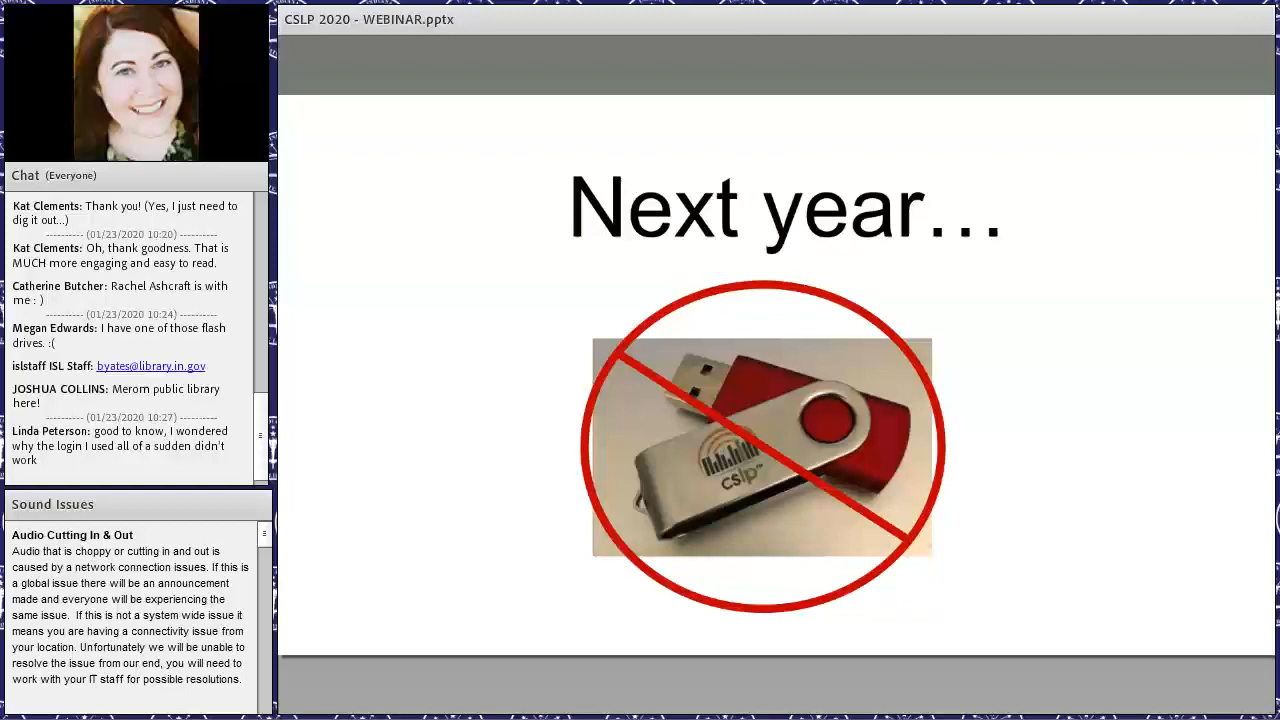 CSLP 2020 - WEBINAR.pptx
Chat (Everyone)
Kat Clements: Thank you! (Yes, I just need to
dig it out...)
---------- (01/23/2020 10:20) ----------
Kat Clements: Oh, thank goodness. That is
MUCH more engaging and easy to read.
Catherine Butcher: Rachel Ashcraft is with
me : )
---------- (01/23/2020 10:24) ----------
Megan Edwards: I have one of those flash
drives. :(
islstaff ISL Staff: byates@library.in.gov
JOSHUA COLLINS: Merom public library
here!
---------- (01/23/2020 10:27) ----------
Linda Peterson: good to know, I wondered
why the login I used all of a sudden didn't
work
Sound Issues
Audio Cutting In & Out
Audio that is choppy or cutting in and out is
caused by a network connection issues. If this is
a global issue there will be an announcement
made and everyone will be experiencing the
same issue.  If this is not a system wide issue it
means you are having a connectivity issue from
your location. Unfortunately we will be unable to
resolve the issue from our end, you will need to
work with your IT staff for possible resolutions.
Next year…
cslp™